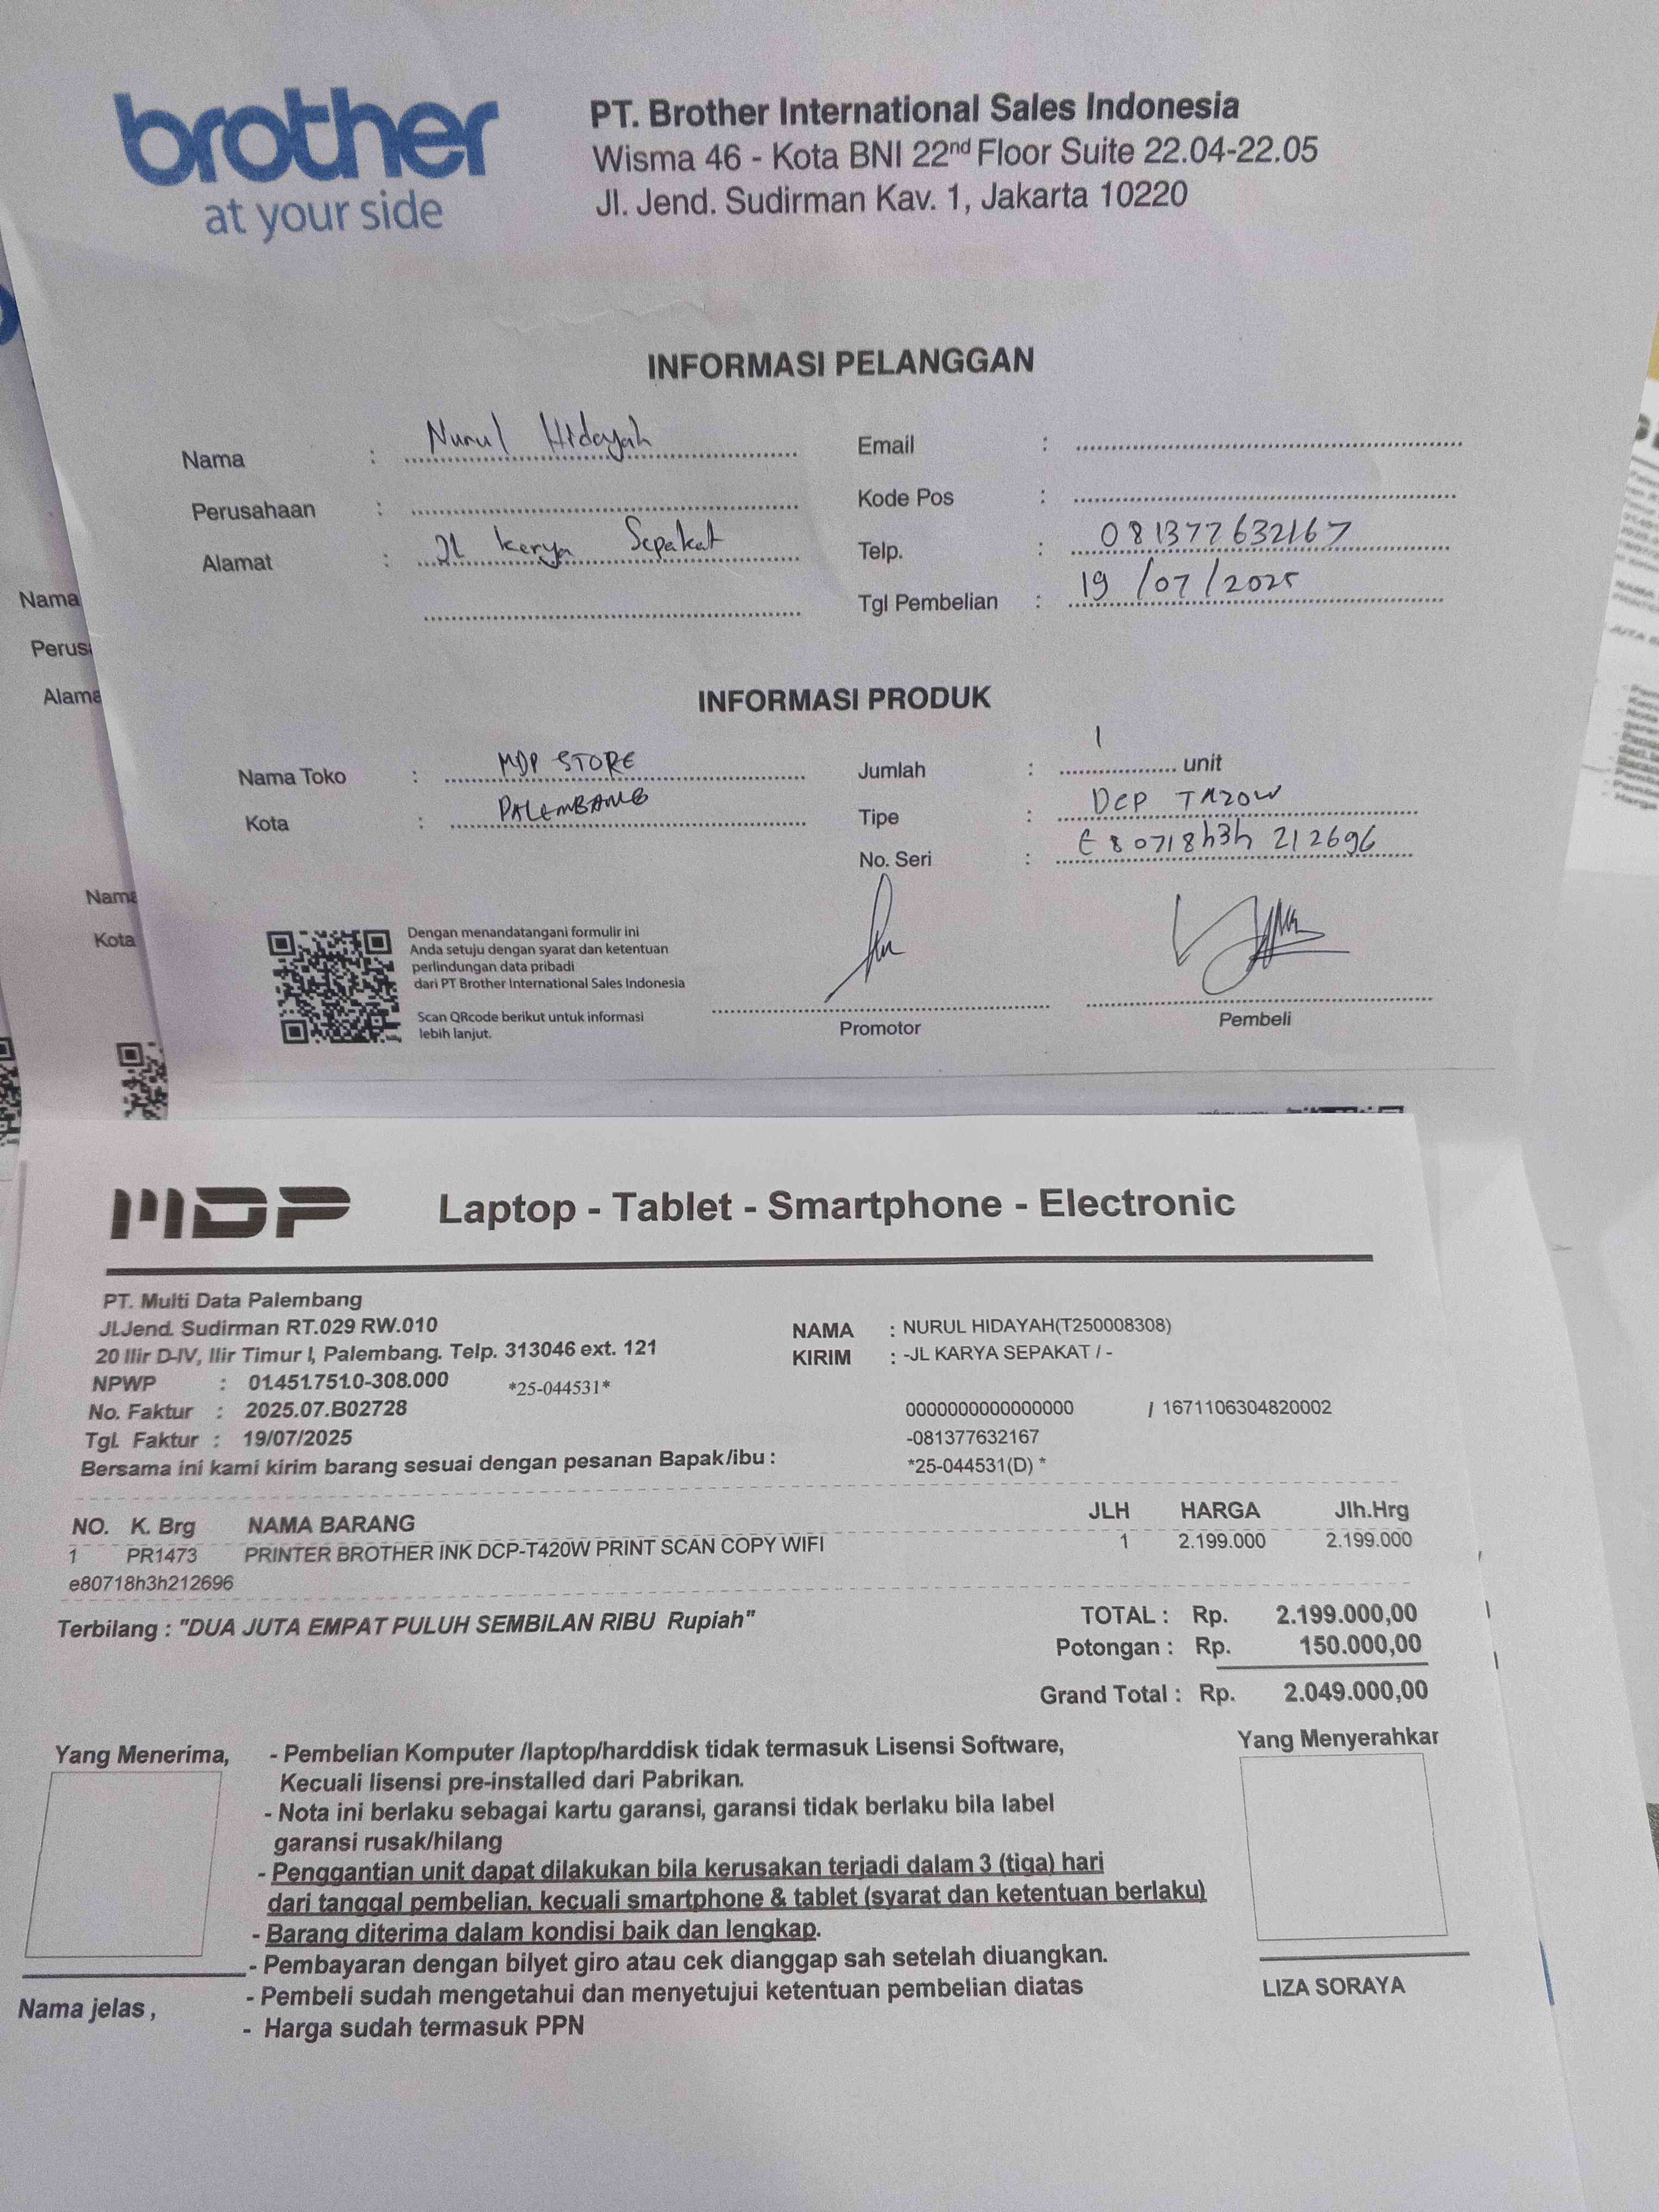 brother
at your side
PT. Brother International Sales Indonesia
Wisma 46 - Kota BNI 22nd Floor Suite 22.04-22.05
Jl. Jend. Sudirman Kav. 1, Jakarta 10220
INFORMASI PELANGGAN
Nama : Nurul Hidayah
Perusahaan :
Alamat : Jl kerya Sepakat
Email :
Kode Pos :
Telp. : 081377632167
Tgl Pembelian : 19/07/2025
INFORMASI PRODUK
Nama Toko : MDP STORE
Kota : PALEMBANG
Jumlah : 1 unit
Tipe : DCP T420W
No. Seri : E80718h3h 212696
Dengan menandatangani formulir ini
Anda setuju dengan syarat dan ketentuan
perlindungan data pribadi
dari PT Brother International Sales Indonesia
Scan QRcode berikut untuk informasi
lebih lanjut.
Promotor
Pembeli
Nama
Perus
Alama
Nama
Kota
MDP Laptop - Tablet - Smartphone - Electronic
PT. Multi Data Palembang
Jl.Jend. Sudirman RT.029 RW.010
20 Ilir D-IV, Ilir Timur I, Palembang. Telp. 313046 ext. 121
NPWP : 01.451.751.0-308.000 *25-044531*
No. Faktur : 2025.07.B02728
Tgl. Faktur : 19/07/2025
Bersama ini kami kirim barang sesuai dengan pesanan Bapak/ibu :
NAMA : NURUL HIDAYAH(T250008308)
KIRIM : -JL KARYA SEPAKAT / -
0000000000000000 / 1671106304820002
-081377632167
*25-044531(D) *
NO. K. Brg NAMA BARANG JLH HARGA Jlh.Hrg
1 PR1473 PRINTER BROTHER INK DCP-T420W PRINT SCAN COPY WIFI 1 2.199.000 2.199.000
e80718h3h212696
Terbilang : "DUA JUTA EMPAT PULUH SEMBILAN RIBU Rupiah"
TOTAL : Rp. 2.199.000,00
Potongan : Rp. 150.000,00
Grand Total : Rp. 2.049.000,00
Yang Menerima,
- Pembelian Komputer /laptop/harddisk tidak termasuk Lisensi Software,
Kecuali lisensi pre-installed dari Pabrikan.
- Nota ini berlaku sebagai kartu garansi, garansi tidak berlaku bila label
garansi rusak/hilang
- Penggantian unit dapat dilakukan bila kerusakan terjadi dalam 3 (tiga) hari
dari tanggal pembelian, kecuali smartphone & tablet (syarat dan ketentuan berlaku)
- Barang diterima dalam kondisi baik dan lengkap.
- Pembayaran dengan bilyet giro atau cek dianggap sah setelah diuangkan.
- Pembeli sudah mengetahui dan menyetujui ketentuan pembelian diatas
- Harga sudah termasuk PPN
Nama jelas,
Yang Menyerahkar
LIZA SORAYA